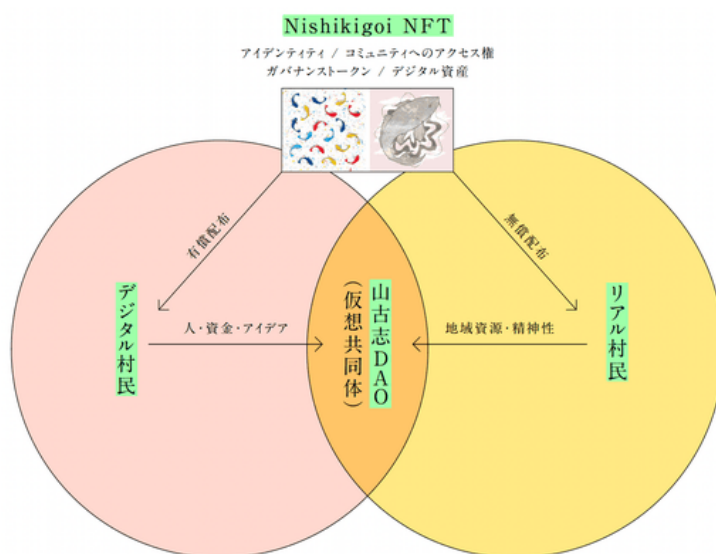 Nishikigoi NFT
アイデンティティ / コミュニティへのアクセス権
ガバナンストークン / デジタル資産
有償配布
無償配布
デジタル村民
人・資金・アイデア
山古志DAO
(仮想共同体)
地域資源・精神性
リアル村民